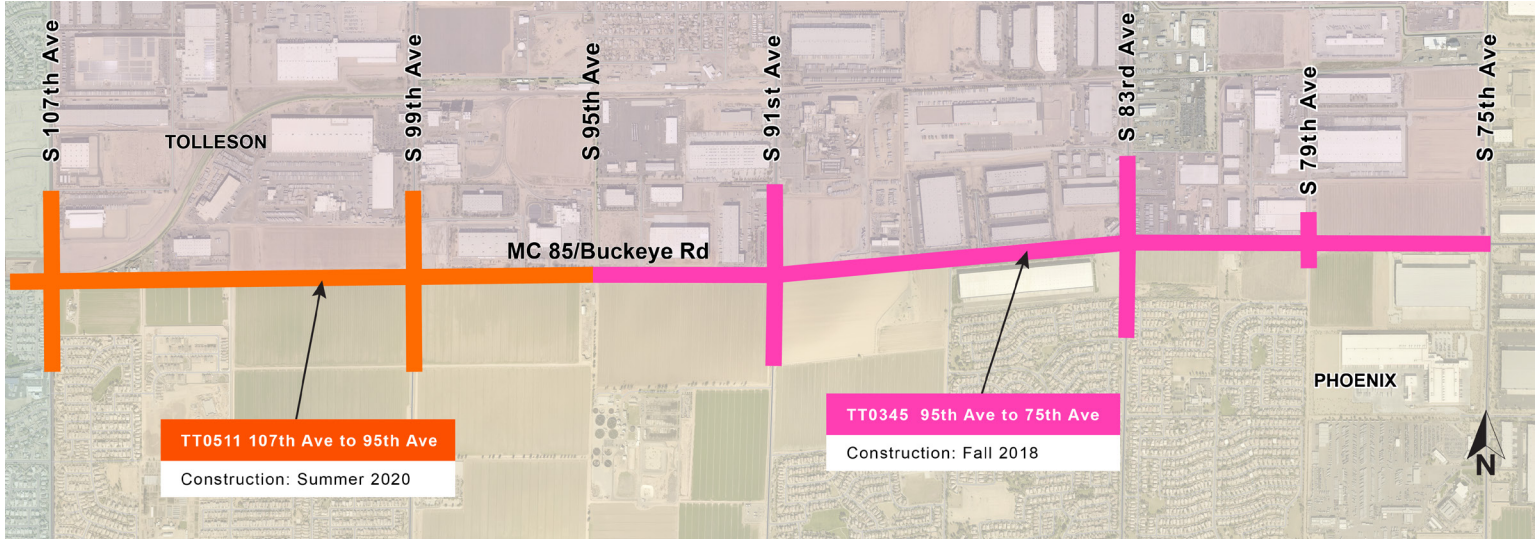 S 107th Ave
S 99th Ave
S 95th Ave
S 91st Ave
S 83rd Ave
S 79th Ave
S 75th Ave
TOLLESON
MC 85/Buckeye Rd
PHOENIX
TT0511 107th Ave to 95th Ave
Construction: Summer 2020
TT0345 95th Ave to 75th Ave
Construction: Fall 2018
N